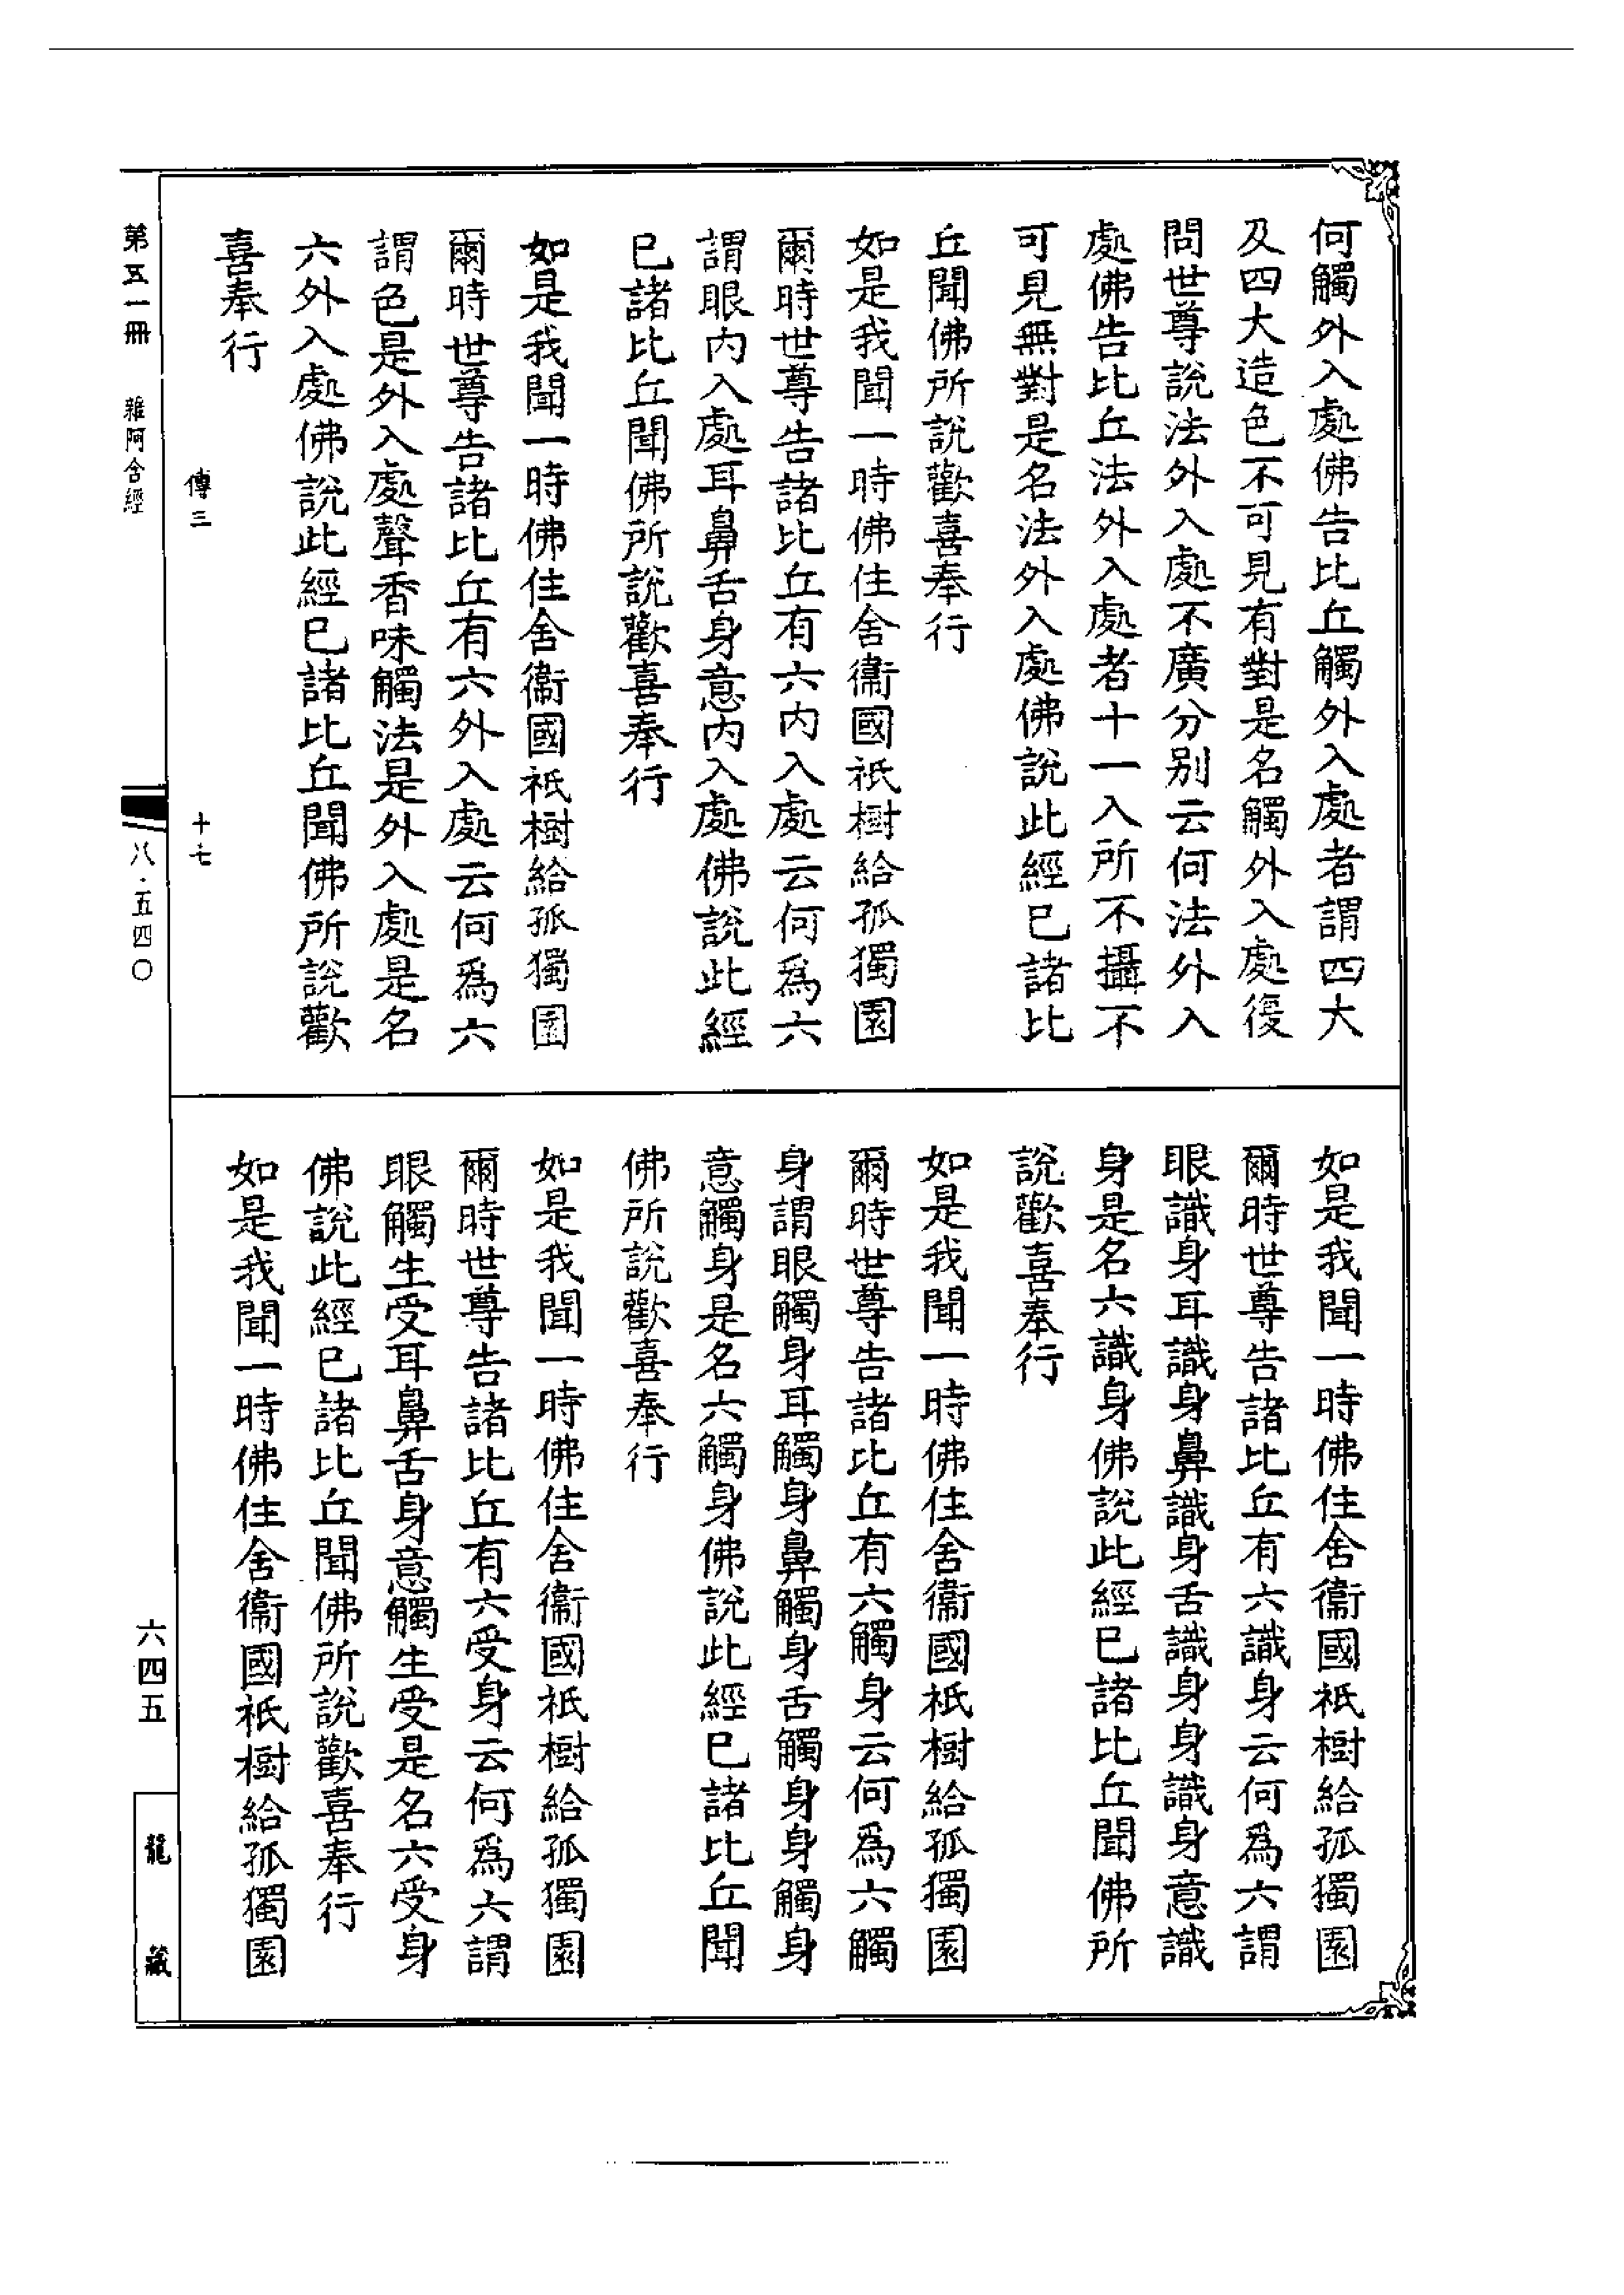 何觸外入處佛告比丘觸外入處者謂四大
及四大造色不可見有對是名觸外入處復
問世尊說法外入處不廣分別云何法外入
處佛告比丘法外入處者十一入所不攝不
可見無對是名法外入處佛說此經已諸比
丘聞佛所說歡喜奉行
如是我聞一時佛住舍衞國祇樹給孤獨園
爾時世尊告諸比丘有六內入處云何爲六
謂眼內入處耳鼻舌身意內入處佛說此經
已諸比丘聞佛所說歡喜奉行
如是我聞一時佛住舍衞國祇樹給孤獨園
爾時世尊告諸比丘有六外入處云何爲六
謂色是外入處聲香味觸法是外入處是名
六外入處佛說此經已諸比丘聞佛所說歡
喜奉行
傳三 十七
如是我聞一時佛住舍衞國祇樹給孤獨園
爾時世尊告諸比丘有六識身云何爲六謂
眼識身耳識身鼻識身舌識身身識身意識
身是名六識身佛說此經已諸比丘聞佛所
說歡喜奉行
如是我聞一時佛住舍衞國祇樹給孤獨園
爾時世尊告諸比丘有六觸身云何爲六觸
身謂眼觸身耳觸身鼻觸身舌觸身身觸身
意觸身是名六觸身佛說此經已諸比丘聞
佛所說歡喜奉行
如是我聞一時佛住舍衞國祇樹給孤獨園
爾時世尊告諸比丘有六受身云何爲六謂
眼觸生受耳鼻舌身意觸生受是名六受身
佛說此經已諸比丘聞佛所說歡喜奉行
如是我聞一時佛住舍衞國祇樹給孤獨園
第五一冊 雜阿含經 八·五四〇 六四五 龍藏